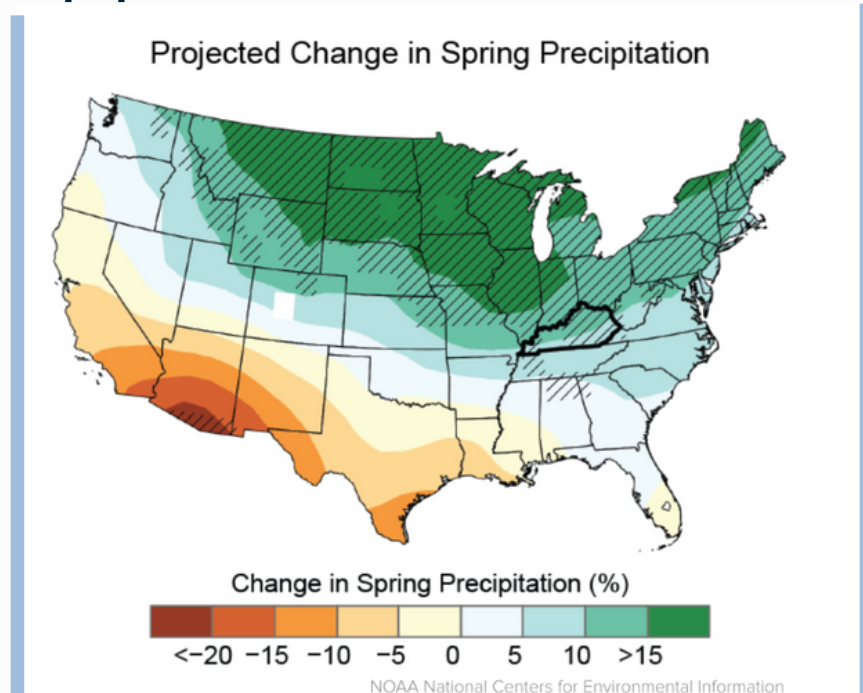 Projected Change in Spring Precipitation
Change in Spring Precipitation (%)
<−20 −15 −10 −5 0 5 10 >15
NOAA National Centers for Environmental Information